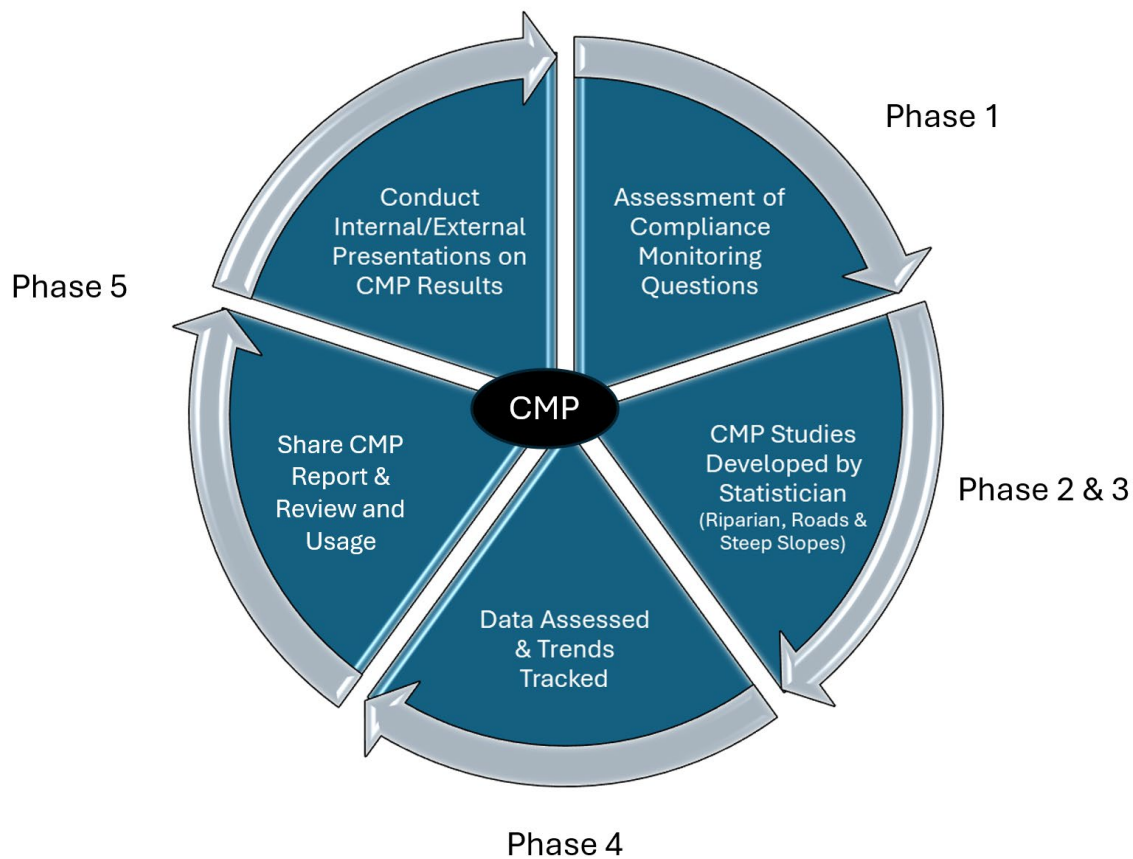 Phase 1
Assessment of
Compliance
Monitoring
Questions
Phase 2 & 3
CMP Studies
Developed by
Statistician
(Riparian, Roads &
Steep Slopes)
Phase 4
Data Assessed
& Trends
Tracked
Share CMP
Report &
Review and
Usage
Phase 5
Conduct
Internal/External
Presentations on
CMP Results
CMP